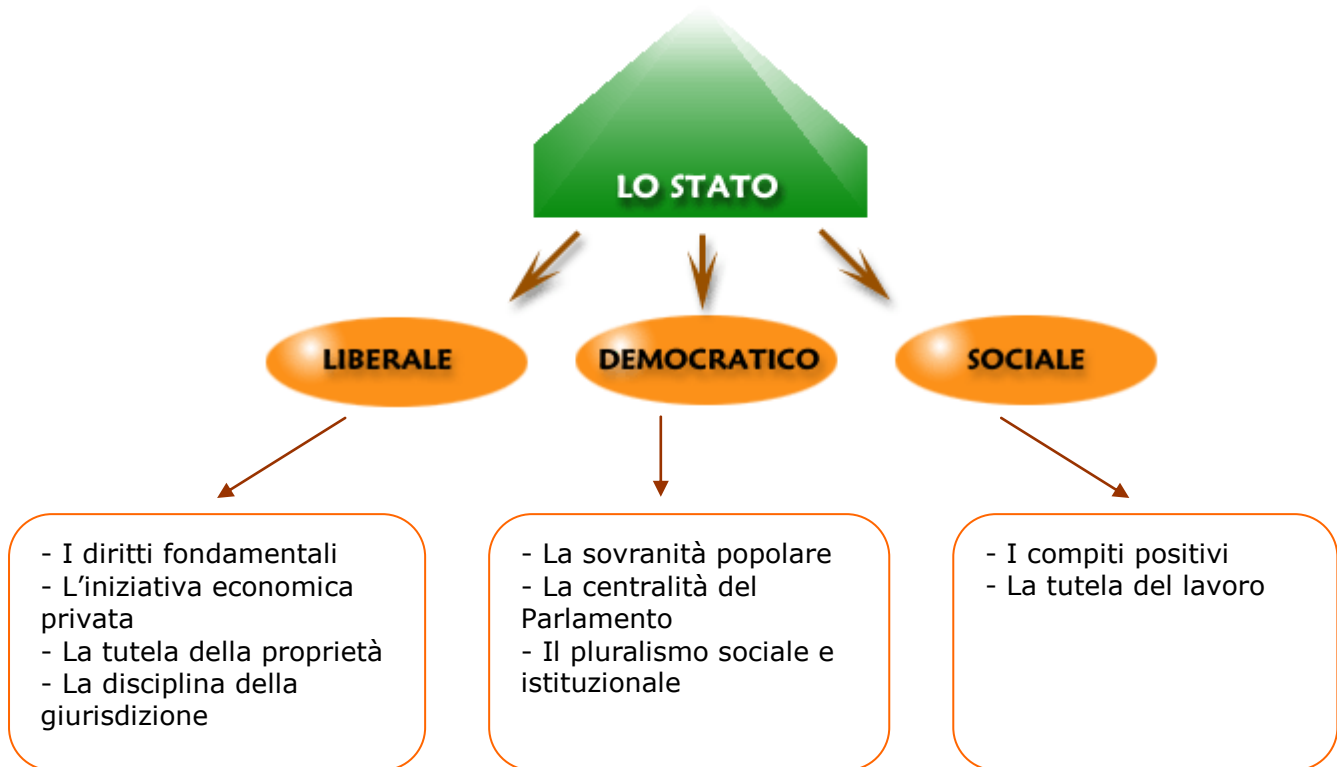 LO STATO
LIBERALE
DEMOCRATICO
SOCIALE
- I diritti fondamentali
- L’iniziativa economica
privata
- La tutela della proprietà
- La disciplina della
giurisdizione
- La sovranità popolare
- La centralità del
Parlamento
- Il pluralismo sociale e
istituzionale
- I compiti positivi
- La tutela del lavoro